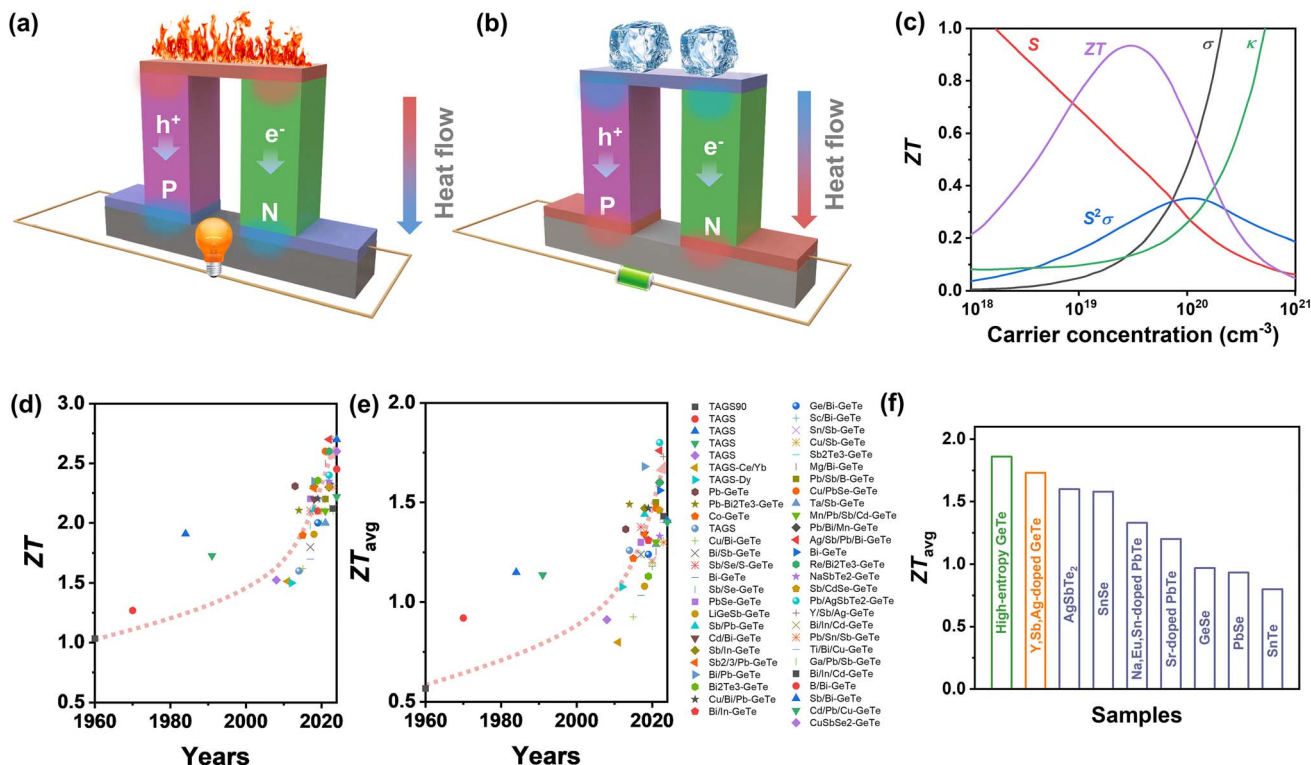 (a)
h+
e-
P
N
Heat flow
(b)
h+
e-
P
N
Heat flow
(c)
S
ZT
σ
κ
S2σ
ZT
1.0
0.8
0.6
0.4
0.2
0.0
10^18
10^19
10^20
10^21
Carrier concentration (cm-3)
(d)
ZT
3.0
2.5
2.0
1.5
1.0
0.5
1960
1980
2000
2020
Years
(e)
ZTavg
2.0
1.5
1.0
0.5
1960
1980
2000
2020
Years
TAGS90
TAGS
TAGS
TAGS
TAGS
TAGS-Ce/Yb
TAGS-Dy
Pb-GeTe
Pb-Bi2Te3-GeTe
Co-GeTe
TAGS
Cu/Bi-GeTe
Bi/Sb-GeTe
Sb/Se/S-GeTe
Bi-GeTe
Sb/Se-GeTe
PbSe-GeTe
LiGeSb-GeTe
Sb/Pb-GeTe
Cd/Bi-GeTe
Sb/In-GeTe
Sb2/3/Pb-GeTe
Bi/Pb-GeTe
Bi2Te3-GeTe
Cu/Bi/Pb-GeTe
Bi/In-GeTe
Ge/Bi-GeTe
Sc/Bi-GeTe
Sn/Sb-GeTe
Cu/Sb-GeTe
Sb2Te3-GeTe
Mg/Bi-GeTe
Pb/Sb/B-GeTe
Cu/PbSe-GeTe
Ta/Sb-GeTe
Mn/Pb/Sb/Cd-GeTe
Pb/Bi/Mn-GeTe
Ag/Sb/Pb/Bi-GeTe
Bi-GeTe
Re/Bi2Te3-GeTe
NaSbTe2-GeTe
Sb/CdSe-GeTe
Pb/AgSbTe2-GeTe
Y/Sb/Ag-GeTe
Bi/In/Cd-GeTe
Pb/Sn/Sb-GeTe
Ti/Bi/Cu-GeTe
Ga/Pb/Sb-GeTe
Bi/In/Cd-GeTe
B/Bi-GeTe
Sb/Bi-GeTe
Cd/Pb/Cu-GeTe
CuSbSe2-GeTe
(f)
ZTavg
2.0
1.5
1.0
0.5
0.0
High-entropy GeTe
Y,Sb,Ag-doped GeTe
AgSbTe2
SnSe
Na,Eu,Sn-doped PbTe
Sr-doped PbTe
GeSe
PbSe
SnTe
Samples